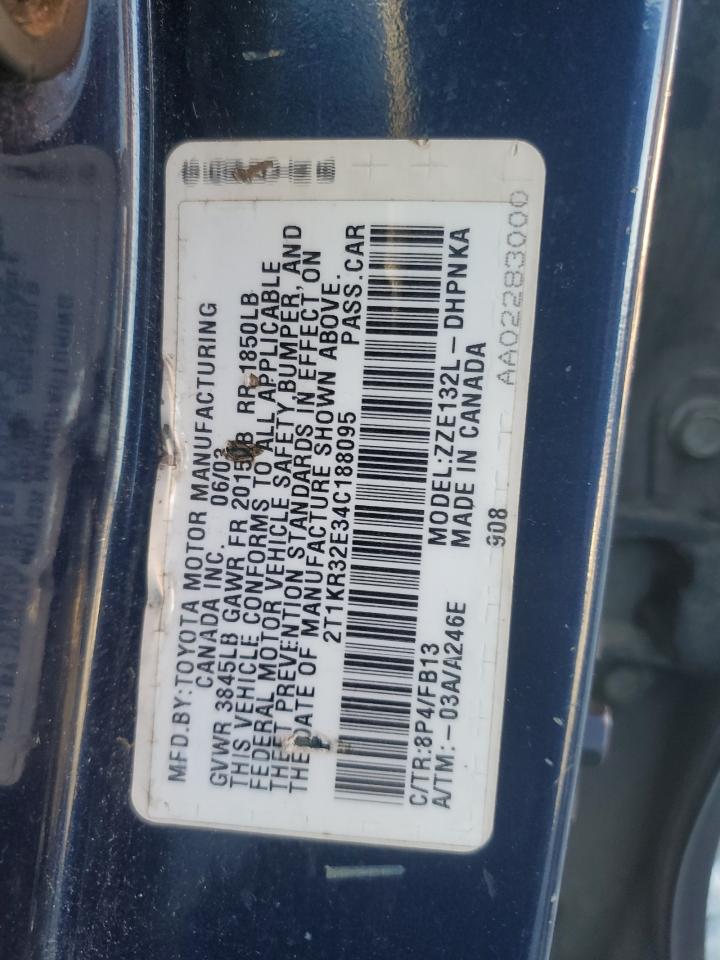 MFD.BY:TOYOTA MOTOR MANUFACTURING
CANADA INC. 06/03
GVWR 3845LB GAWR FR 2015LB RR 1850LB
THIS VEHICLE CONFORMS TO ALL APPLICABLE
FEDERAL MOTOR VEHICLE SAFETY, BUMPER, AND
THEFT PREVENTION STANDARDS IN EFFECT ON
THE DATE OF MANUFACTURE SHOWN ABOVE.
2T1KR32E34C188095 PASS.CAR
C/TR:8P4/FB13 MODEL:ZZE132L-DHPNKA
A/TM:-03A/A246E MADE IN CANADA
908 AA02283000